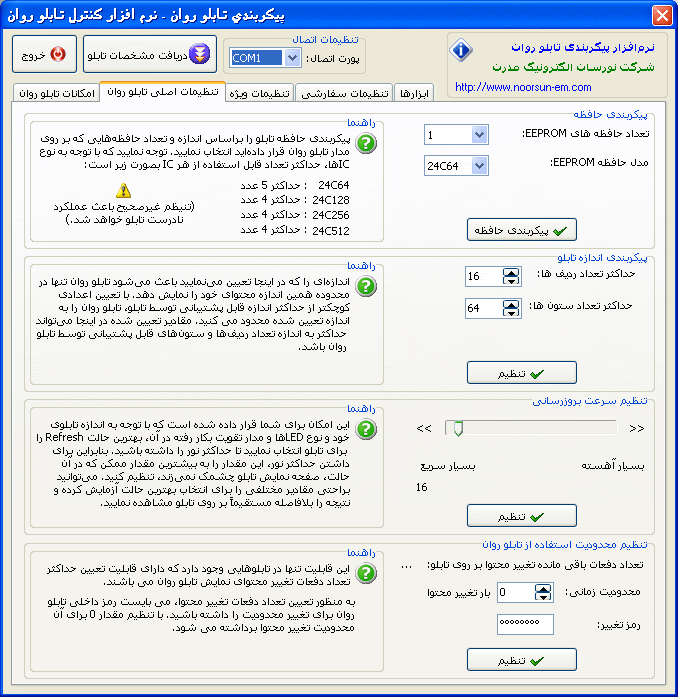 پیکربندي تابلو روان - نرم افزار کنترل تابلو روان
نرم‌افزار پیکربندی تابلو روان
شرکت نورسان الکترونیک مدرن
http://www.noorsun-em.com
تنظیمات اتصال
پورت اتصال:
COM1
دریافت مشخصات تابلو
خروج
ابزارها
تنظیمات سفارشی
تنظیمات ویژه
تنظیمات اصلی تابلو روان
امکانات تابلو روان
پیکربندی حافظه
تعداد حافظه های EEPROM:
1
مدل حافظه EEPROM:
24C64
پیکربندی حافظه
راهنما
پیکربندی حافظه تابلو را براساس اندازه و تعداد حافظه‌هایی که بر روی
مدار تابلو روان قرار داده‌اید انتخاب نمایید. توجه نمایید که با توجه به نوع
ICها، حداکثر تعداد قابل استفاده از هر IC بصورت زیر است:
24C64 : حداکثر 5 عدد
24C128 : حداکثر 4 عدد
24C256 : حداکثر 4 عدد
24C512 : حداکثر 4 عدد
(تنیظم غیرصحیح باعث عملکرد
نادرست تابلو خواهد شد.)
پیکربندی اندازه تابلو
حداکثر تعداد ردیف ها:
16
حداکثر تعداد ستون ها:
64
تنظیم
راهنما
اندازه‌ای را که در اینجا تعیین می‌نمایید باعث می‌شود تابلو روان تنها در
محدوده همین اندازه محتوای خود را نمایش دهد. با تعیین اعدادی
کوچکتر از حداکثر اندازه قابل پشتیبانی توسط تابلو، تابلو روان را به
اندازه تعیین شده محدود می کنید. مقادیر تعیین شده در اینجا می‌تواند
حداکثر به اندازه تعداد ردیف‌ها و ستون‌های قابل پشتیبانی توسط تابلو
روان باشد.
تنظیم سرعت بروزرسانی
<<
>>
بسیار آهسته
بسیار سریع
16
تنظیم
راهنما
این امکان برای شما قرار داده شده است که با توجه به اندازه تابلوی
خود و نوع LEDها و مدار تقویت بکار رفته در آن، بهترین حالت Refresh را
برای تابلو انتخاب نمایید تا حداکثر نور را داشته باشید. بنابراین برای
داشتن حداکثر نور، این مقدار را به بیشترین مقدار ممکن که در آن
حالت، صفحه نمایش تابلو چشمک نمی‌زند، تنظیم کنید. می‌توانید
براحتی مقادیر مختلفی را برای انتخاب بهترین حالت آزمایش کرده و
نتیجه را بلافاصله مستقیماً بر روی تابلو مشاهده نمایید.
تنظیم محدودیت استفاده از تابلو روان
تعداد دفعات باقی مانده تغییر محتوا بر روی تابلو: ...
محدودیت زمانی:
0
بار تغییر محتوا
رمز تغییر:
تنظیم
راهنما
این قابلیت تنها در تابلوهایی وجود دارد که دارای قابلیت تعیین حداکثر
تعداد دفعات تغییر محتوای نمایش تابلو روان می باشند.
به منظور تعیین تعداد دفعات تغییر محتوا، می بایست رمز داخلی تابلو
روان برای تغییر محدودیت را داشته باشید. با تنظیم مقدار 0 برای آن
محدودیت تغییر محتوا برداشته می شود.